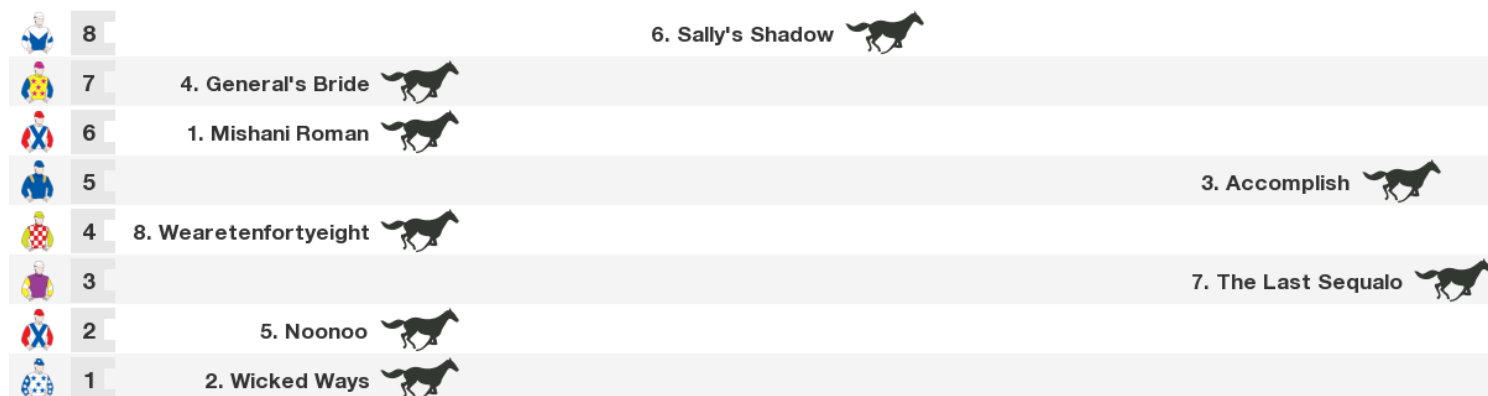 8 6. Sally's Shadow
7 4. General's Bride
6 1. Mishani Roman
5 3. Accomplish
4 8. Wearetenfortyeight
3 7. The Last Sequalo
2 5. Noonoo
1 2. Wicked Ways